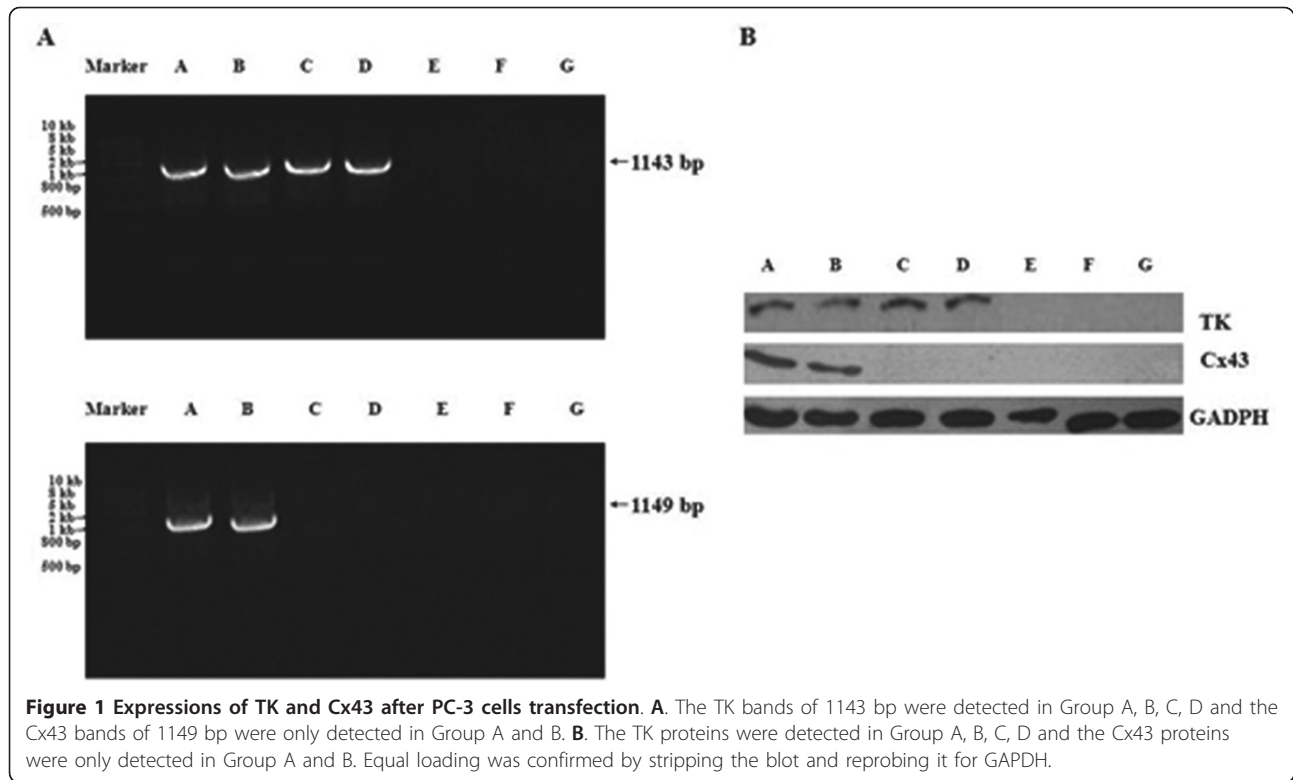 A
Marker A B C D E F G
10 kb
8 kb
5 kb
2 kb
1 kb
800 bp
500 bp
←1143 bp
Marker A B C D E F G
10 kb
8 kb
5 kb
2 kb
1 kb
800 bp
500 bp
←1149 bp
B
A B C D E F G
TK
Cx43
GADPH
Figure 1 Expressions of TK and Cx43 after PC-3 cells transfection. A. The TK bands of 1143 bp were detected in Group A, B, C, D and the
Cx43 bands of 1149 bp were only detected in Group A and B. B. The TK proteins were detected in Group A, B, C, D and the Cx43 proteins
were only detected in Group A and B. Equal loading was confirmed by stripping the blot and reprobing it for GAPDH.